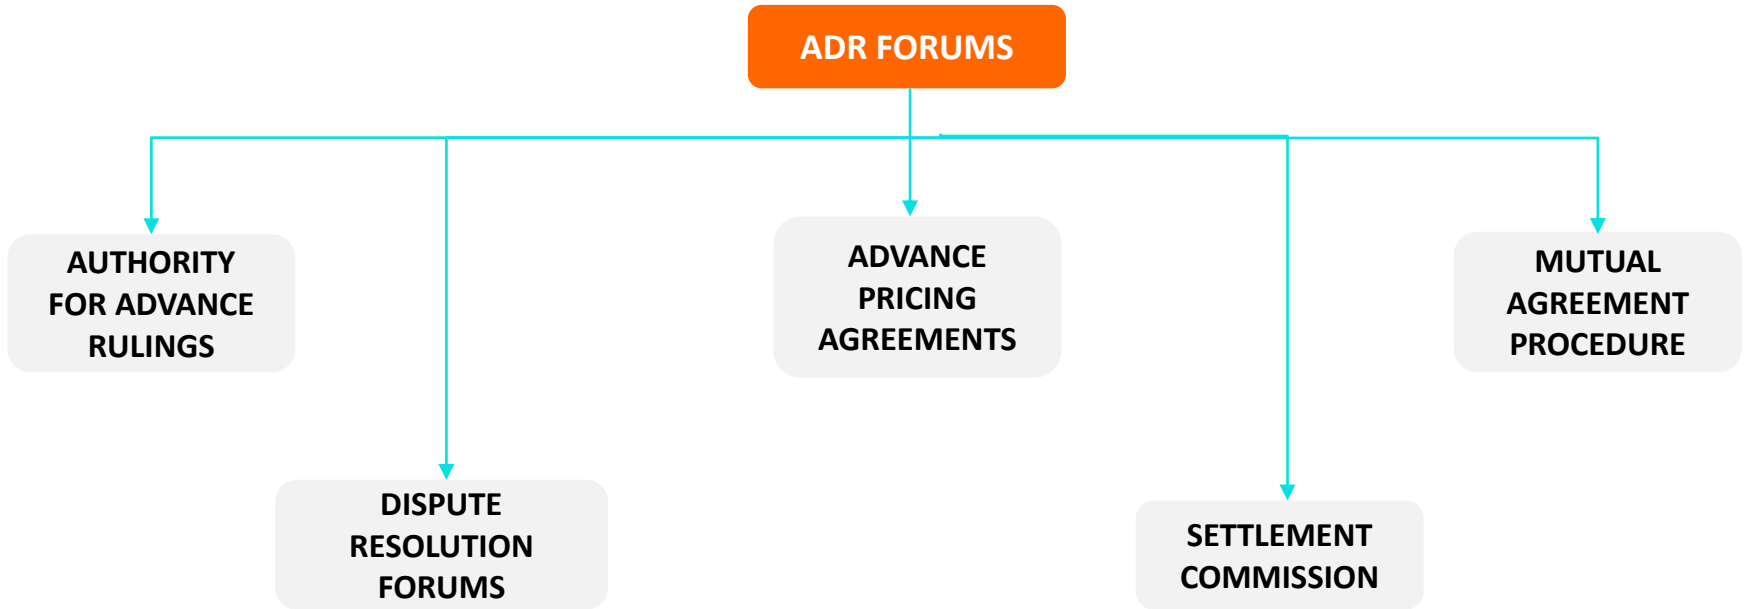 ADR FORUMS
AUTHORITY
FOR ADVANCE
RULINGS
DISPUTE
RESOLUTION
FORUMS
ADVANCE
PRICING
AGREEMENTS
SETTLEMENT
COMMISSION
MUTUAL
AGREEMENT
PROCEDURE